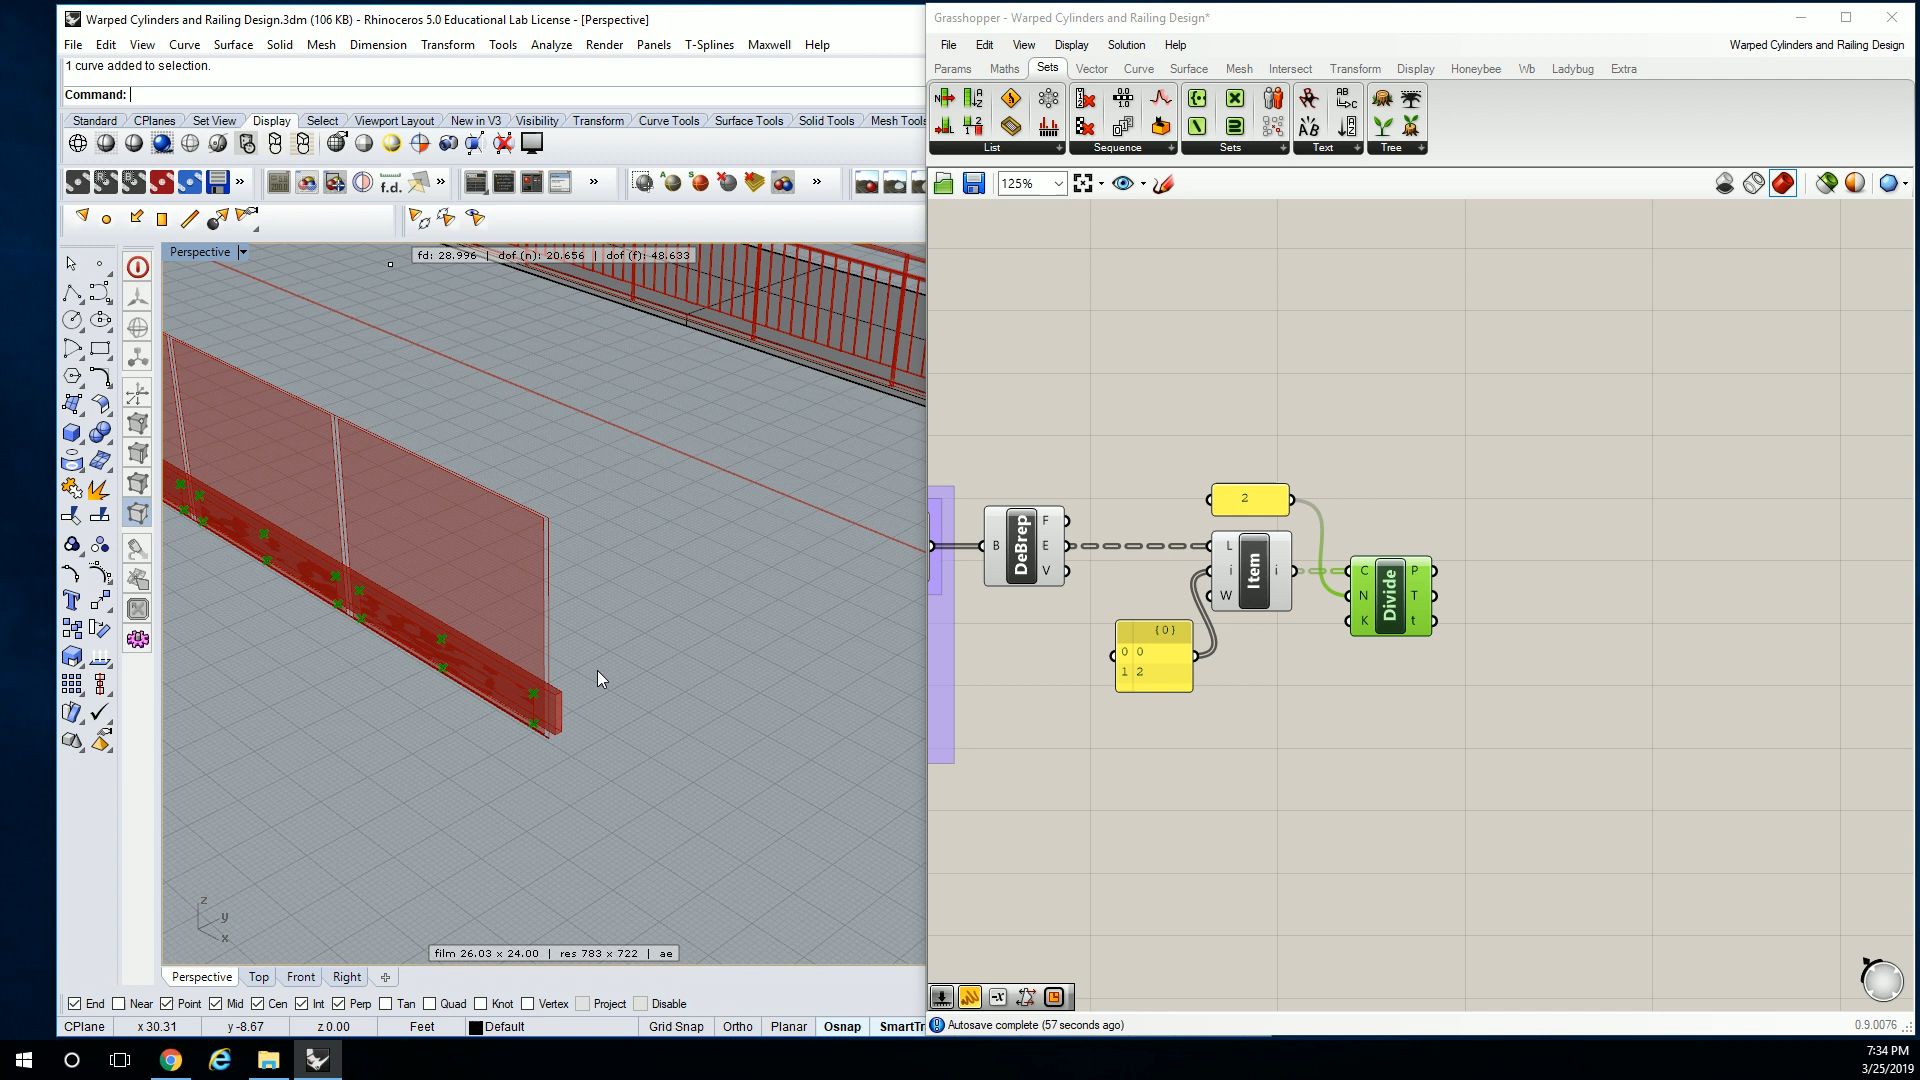 Warped Cylinders and Railing Design.3dm (106 KB) - Rhinoceros 5.0 Educational Lab License - [Perspective]
File Edit View Curve Surface Solid Mesh Dimension Transform Tools Analyze Render Panels T-Splines Maxwell Help
1 curve added to selection.
Command:
Standard CPlanes Set View Display Select Viewport Layout New in V3 Visibility Transform Curve Tools Surface Tools Solid Tools Mesh Tools
f.d.
Perspective
fd: 28.996 | dof (n): 20.656 | dof (f): 48.633
z
y
x
film 26.03 x 24.00 | res 783 x 722 | ae
Perspective Top Front Right
End Near Point Mid Cen Int Perp Tan Quad Knot Vertex Project Disable
CPlane x 30.31 y -8.67 z 0.00 Feet Default Grid Snap Ortho Planar Osnap SmartTr
Grasshopper - Warped Cylinders and Railing Design*
File Edit View Display Solution Help Warped Cylinders and Railing Design
Params Maths Sets Vector Curve Surface Mesh Intersect Transform Display Honeybee Wb Ladybug Extra
List Sequence Sets Text Tree
125%
2
DeBrep
B
F
E
V
Item
L
i
W
i
Divide
C
N
K
P
T
t
{0}
0 0
1 2
Autosave complete (57 seconds ago) 0.9.0076
7:34 PM
3/25/2019